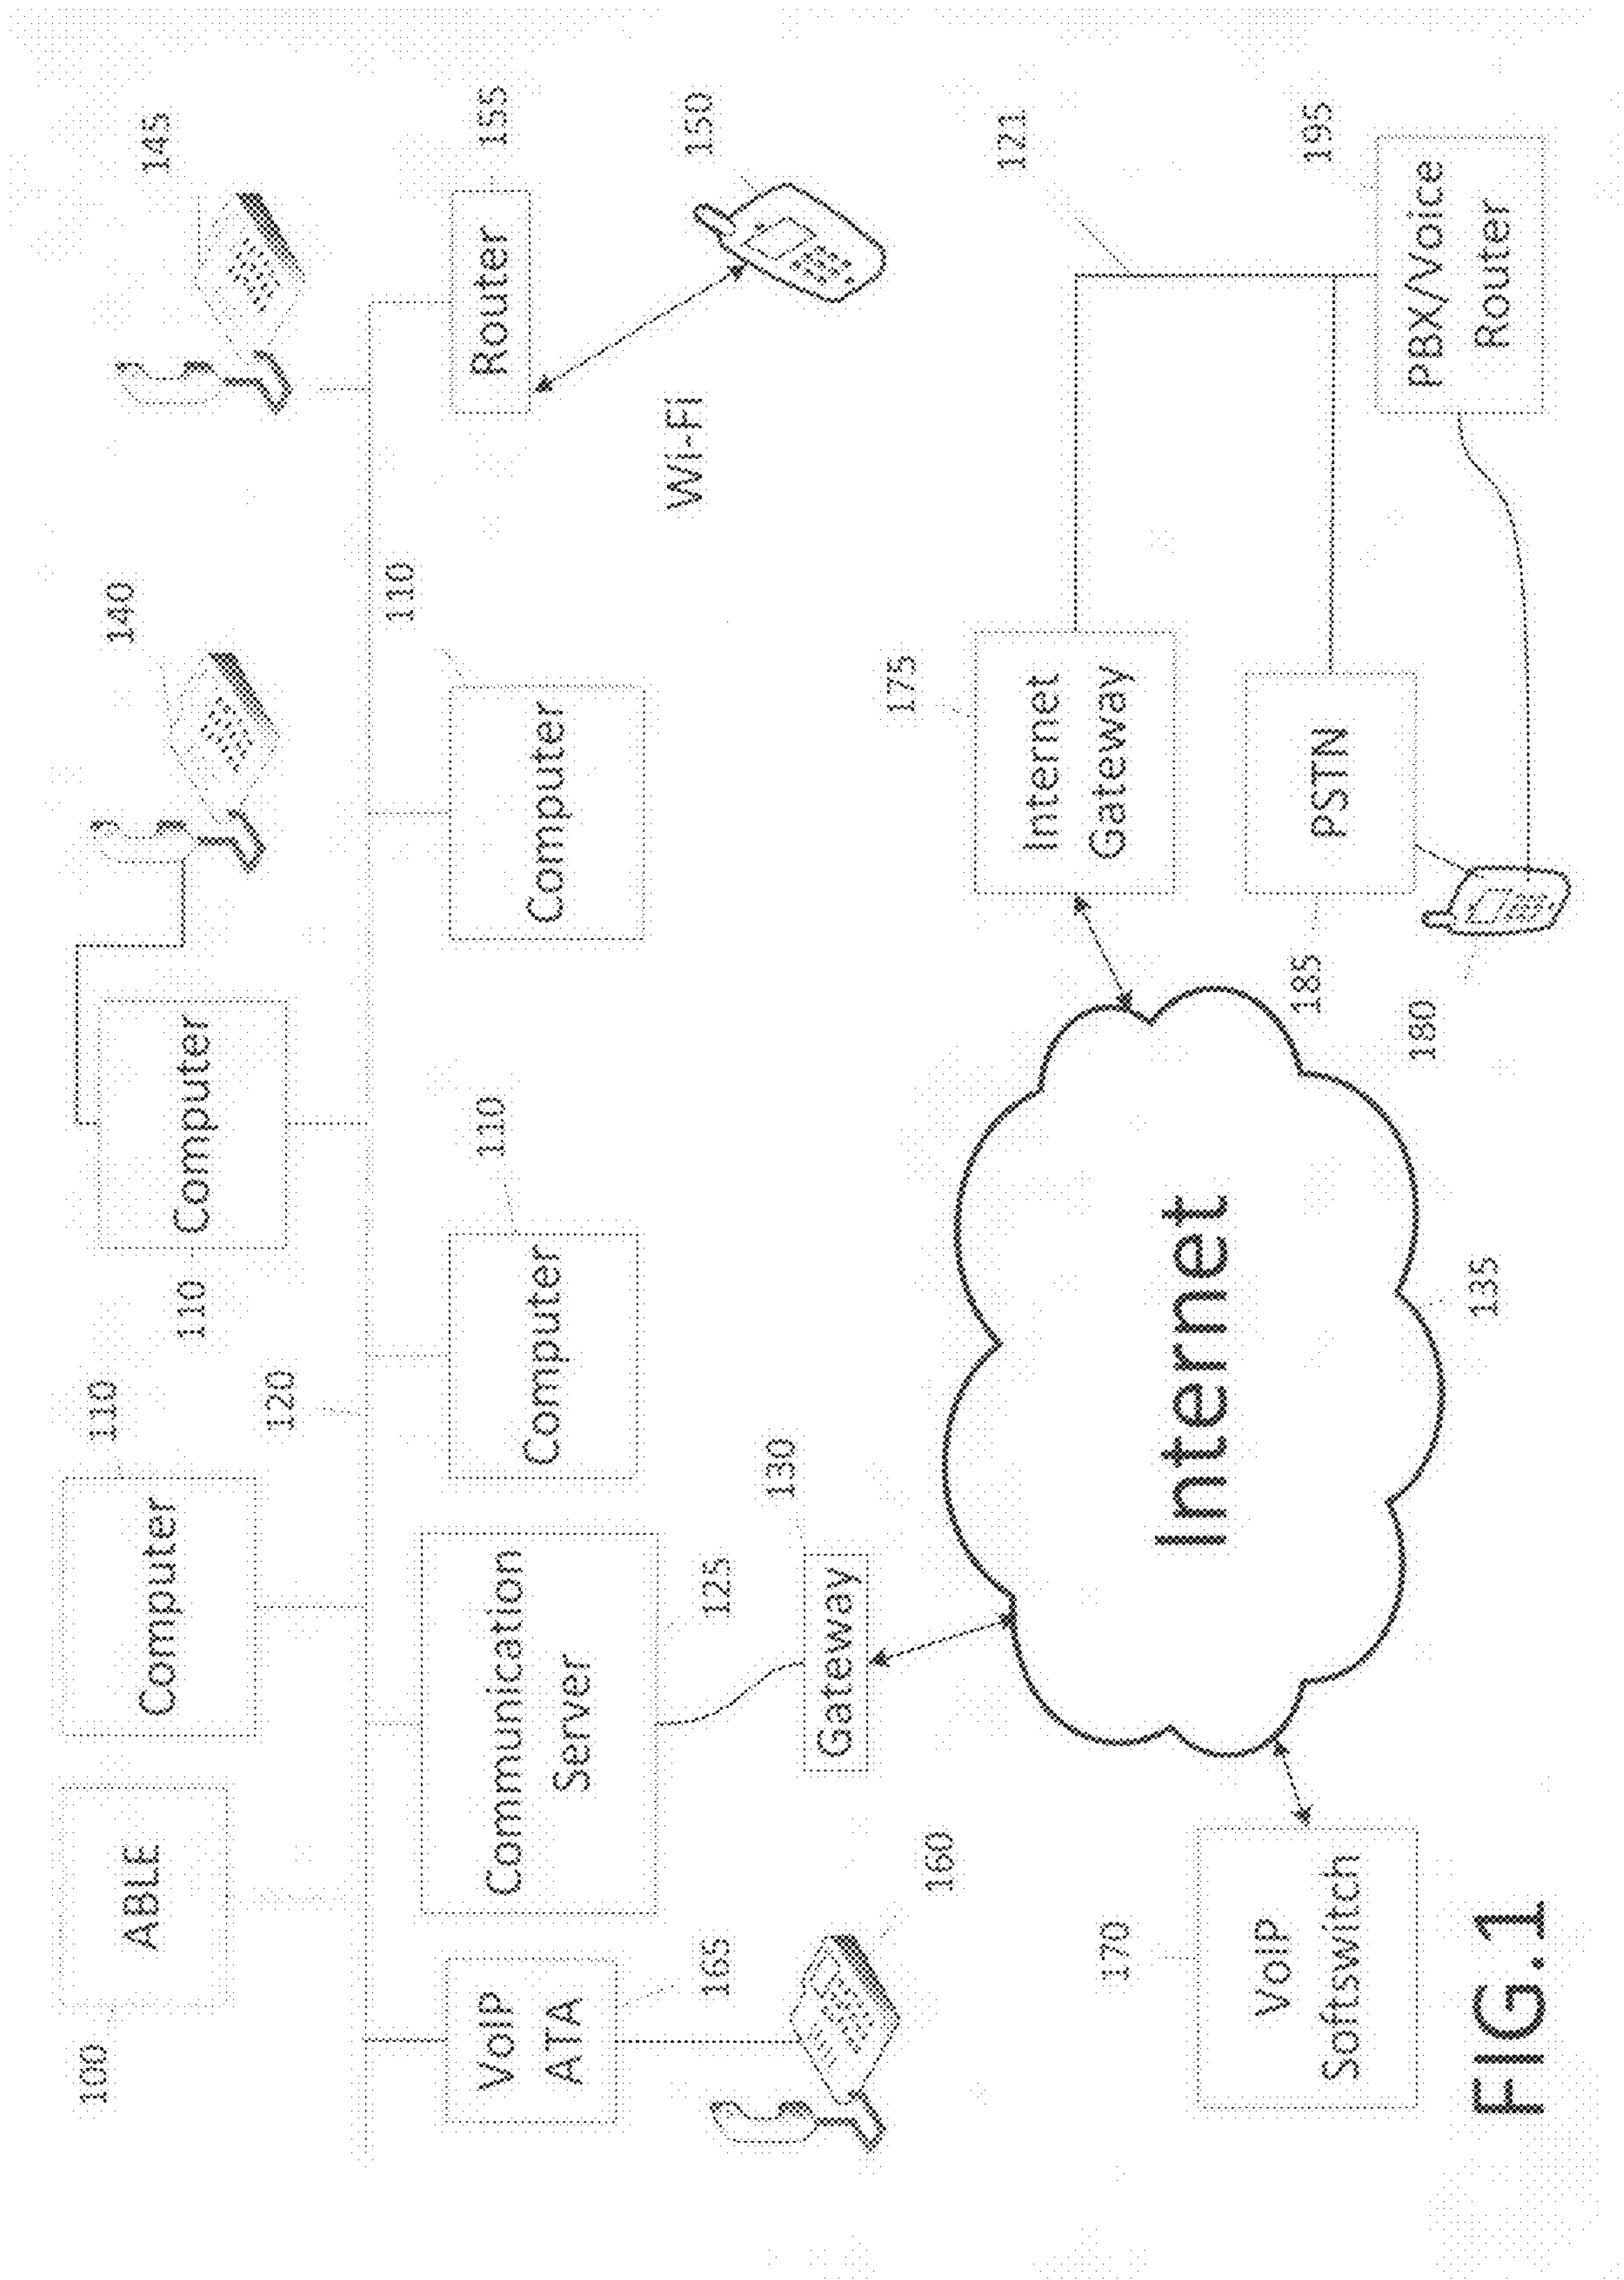 100
ABLE
110
Computer
110
Computer
140
145
120
VoIP
ATA
165
160
Communication
Server
125
Computer
110
Computer
110
Router
155
Wi-Fi
150
Gateway
130
Internet
135
VoIP
Softswitch
170
Internet
Gateway
175
121
PSTN
185
180
PBX/Voice
Router
195
FIG.1